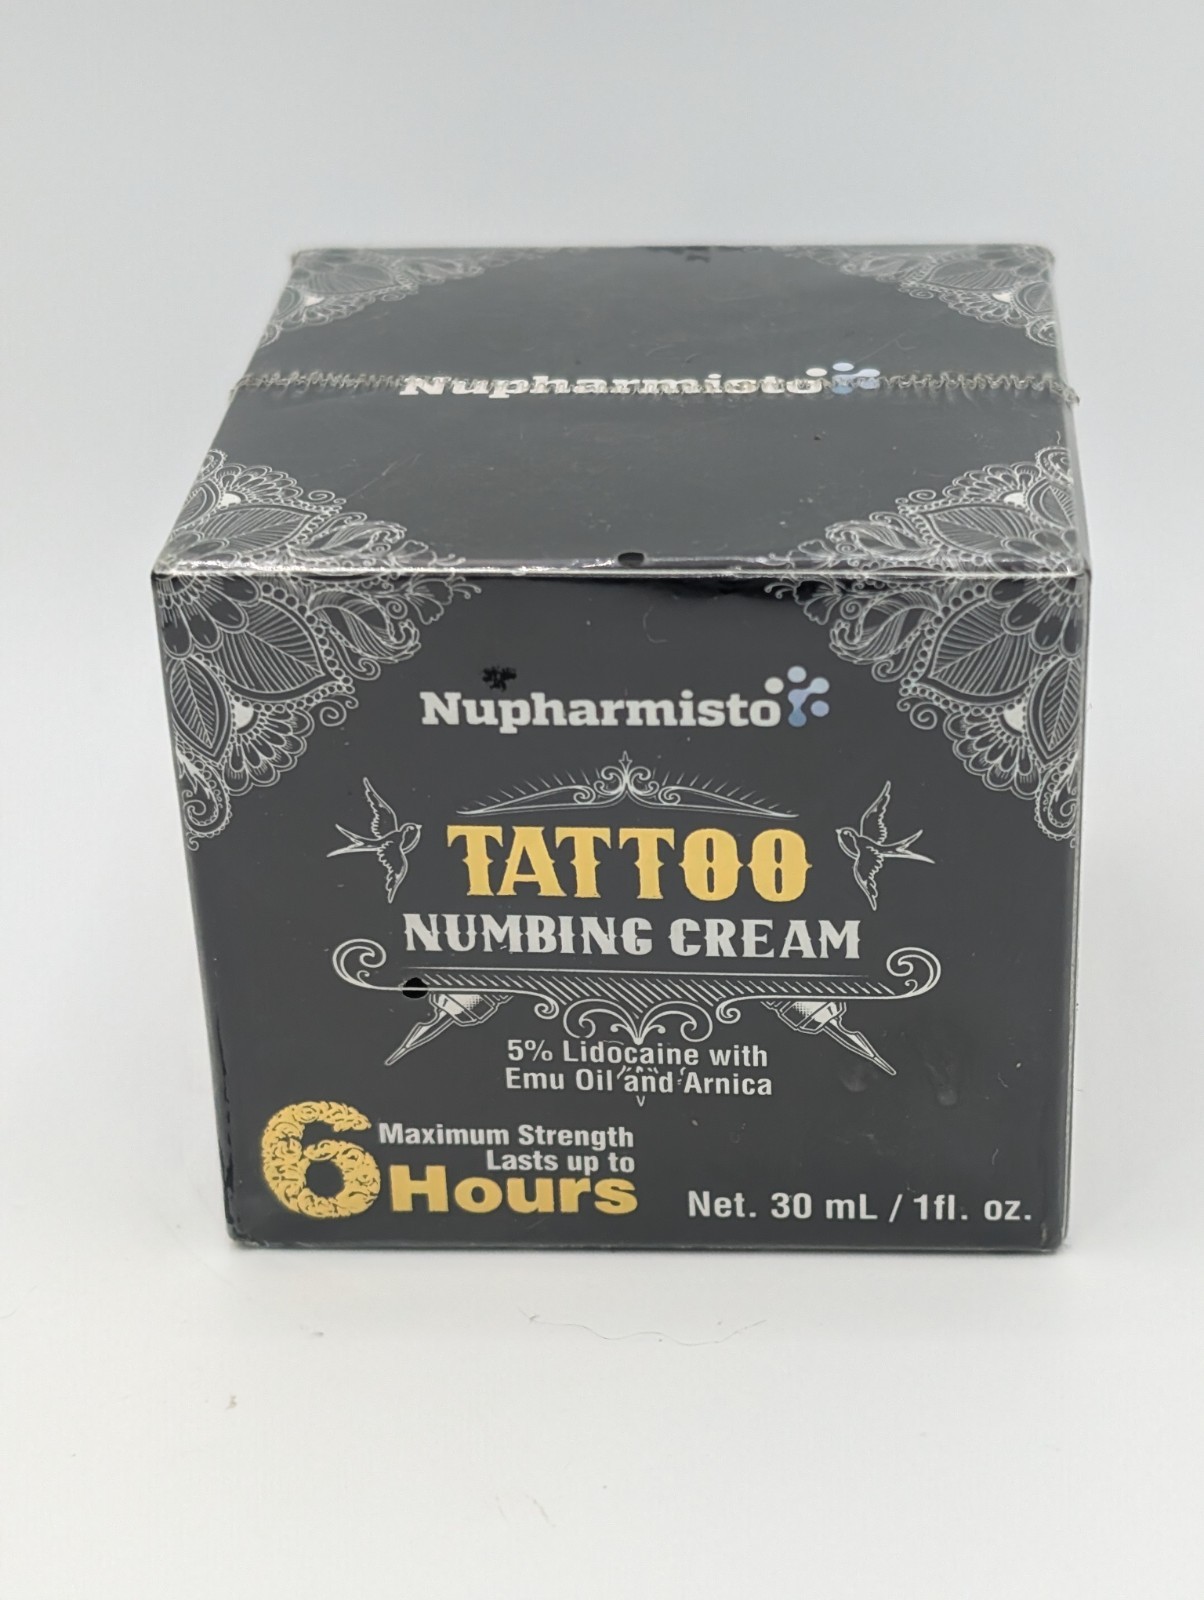 Nupharmisto
Nupharmisto
TATTOO
NUMBING CREAM
5% Lidocaine with
Emu Oil and Arnica
6
Maximum Strength
Lasts up to
Hours
Net. 30 mL / 1fl. oz.